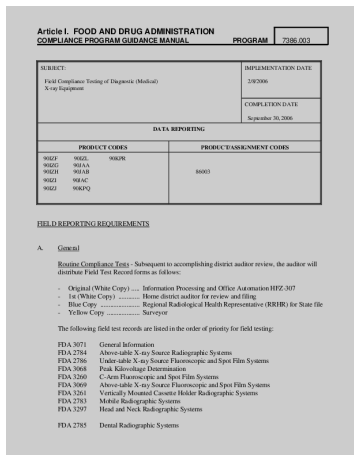 Article I.  FOOD AND DRUG ADMINISTRATION
COMPLIANCE PROGRAM GUIDANCE MANUAL PROGRAM 7386.003
SUBJECT:
Field Compliance Testing of Diagnostic (Medical)
X-ray Equipment
IMPLEMENTATION DATE
2/8/2006
COMPLETION DATE
September 30, 2006
DATA REPORTING
PRODUCT CODES
PRODUCT/ASSIGNMENT CODES
90IZF 90IZL 90KPR
90IZG 90JAA
90IZH 90JAB
90IZI 90JAC
90IZJ 90KPQ
86003
FIELD REPORTING REQUIREMENTS
A. General
Routine Compliance Tests - Subsequent to accomplishing district auditor review, the auditor will
distribute Field Test Record forms as follows:
- Original (White Copy) ..... Information Processing and Office Automation HFZ-307
- 1st (White Copy) ............ Home district auditor for review and filing
- Blue Copy ...................... Regional Radiological Health Representative (RRHR) for State file
- Yellow Copy .................. Surveyor
The following field test records are listed in the order of priority for field testing:
FDA 3071 General Information
FDA 2784 Above-table X-ray Source Radiographic Systems
FDA 2786 Under-table X-ray Source Fluoroscopic and Spot Film Systems
FDA 3068 Peak Kilovoltage Determination
FDA 3260 C-Arm Fluoroscopic and Spot Film Systems
FDA 3069 Above-table X-ray Source Fluoroscopic and Spot Film Systems
FDA 3261 Vertically Mounted Cassette Holder Radiographic Systems
FDA 2783 Mobile Radiographic Systems
FDA 3297 Head and Neck Radiographic Systems
FDA 2785 Dental Radiographic Systems